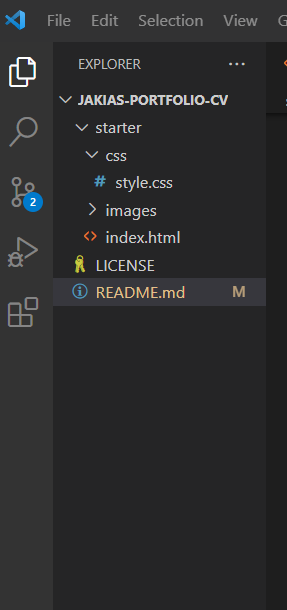 File Edit Selection View
EXPLORER ...
JAKIAS-PORTFOLIO-CV
starter
css
# style.css
images
2
<> index.html
LICENSE
README.md M